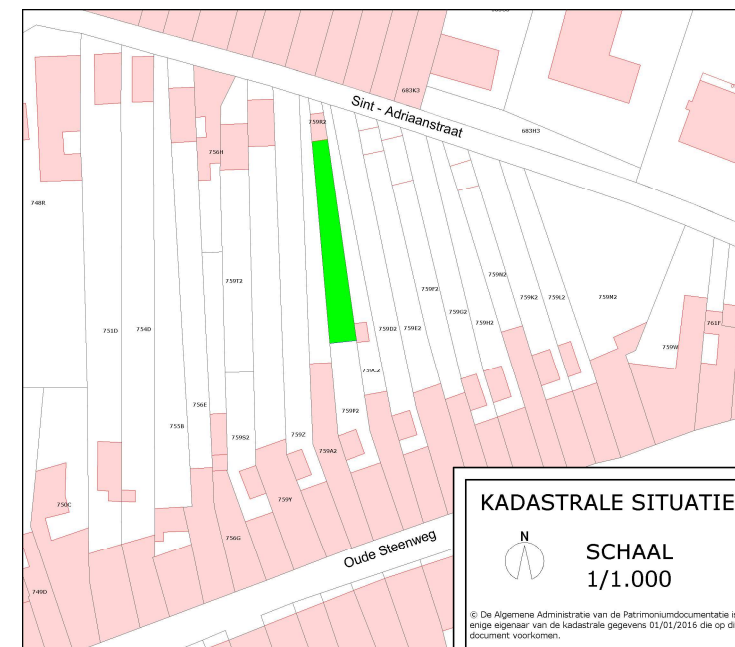 683K3
Sint - Adriaanstraat
683H3
759R2
756H
748R
759T2
759F2
759N2
759G2
759K2
759L2
759M2
751D
754D
759D2
759E2
759H2
761F
759W
756E
759P2
755B
759S2
759Z
759A2
756C
759Y
756G
Oude Steenweg
749D
KADASTRALE SITUATIE
N
SCHAAL
1/1.000
© De Algemene Administratie van de Patrimoniumdocumentatie is
enige eigenaar van de kadastrale gegevens 01/01/2016 die op di
document voorkomen.